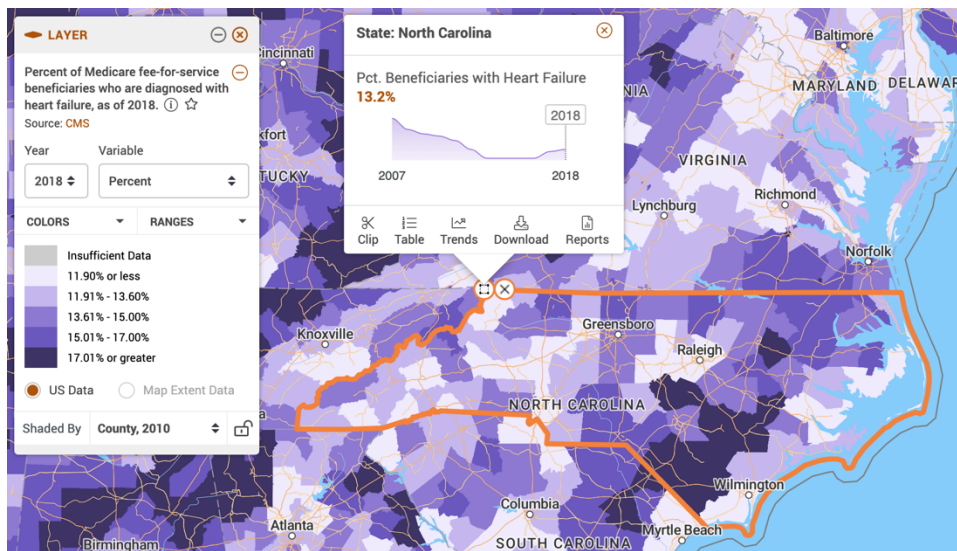 LAYER
Percent of Medicare fee-for-service
beneficiaries who are diagnosed with
heart failure, as of 2018.
Source: CMS
Year
Variable
2018
Percent
COLORS
RANGES
Insufficient Data
11.90% or less
11.91% - 13.60%
13.61% - 15.00%
15.01% - 17.00%
17.01% or greater
US Data
Map Extent Data
Shaded By
County, 2010
State: North Carolina
Pct. Beneficiaries with Heart Failure
13.2%
2018
2007
2018
Clip
Table
Trends
Download
Reports
Cincinnati
Baltimore
MARYLAND
DELAWAR
NIA
kfort
VIRGINIA
TUCKY
Richmond
Lynchburg
Norfolk
Knoxville
Greensboro
Raleigh
NORTH CAROLINA
Wilmington
Columbia
Atlanta
Myrtle Beach
Birmingham
SOUTH CAROLINA